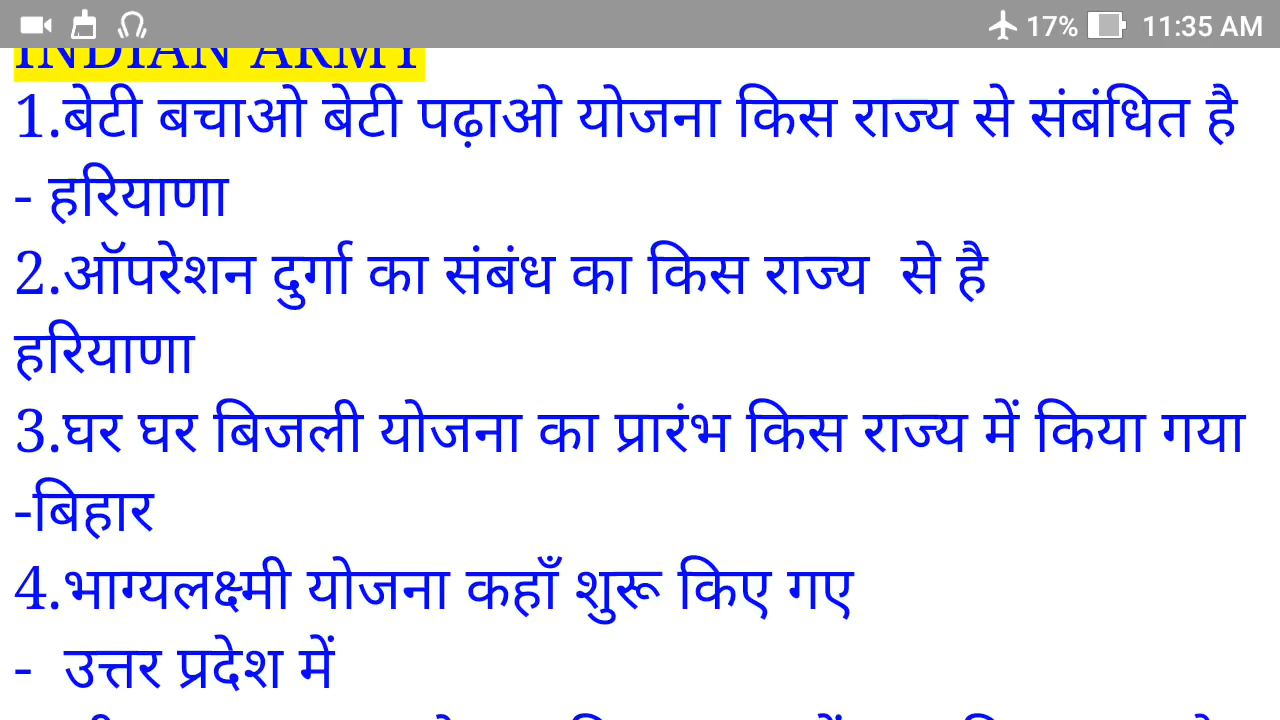 17% 11:35 AM
INDIAN ARMY
1.बेटी बचाओ बेटी पढ़ाओ योजना किस राज्य से संबंधित है
- हरियाणा
2.ऑपरेशन दुर्गा का संबंध का किस राज्य से है
हरियाणा
3.घर घर बिजली योजना का प्रारंभ किस राज्य में किया गया
-बिहार
4.भाग्यलक्ष्मी योजना कहाँ शुरू किए गए
- उत्तर प्रदेश में